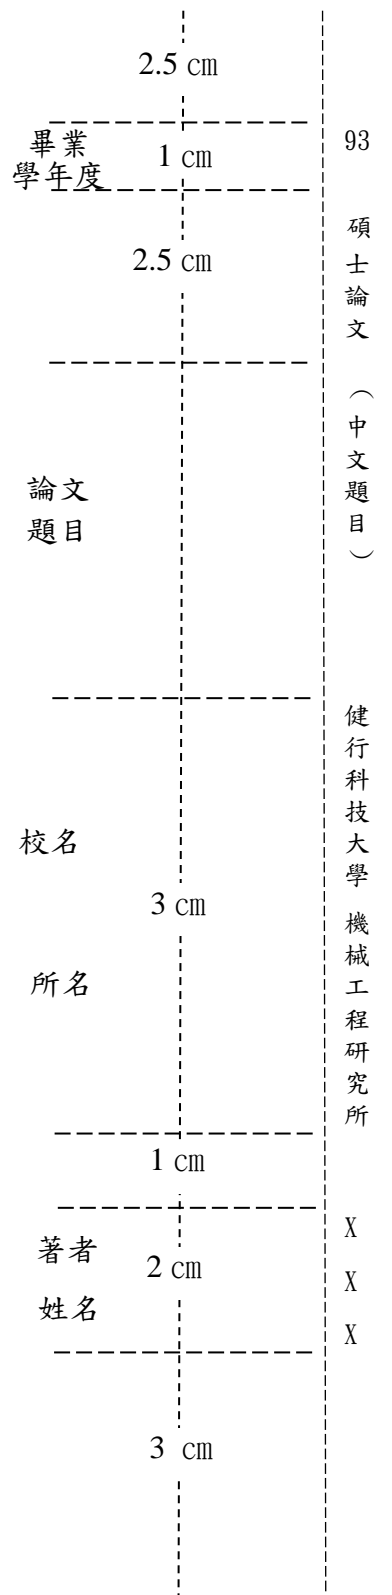 2.5 cm
畢業
學年度
1 cm
2.5 cm
論文
題目
校名
3 cm
所名
1 cm
著者
姓名
2 cm
3 cm
93
碩士論文
（中文題目）
健行科技大學 機械工程研究所
X
X
X